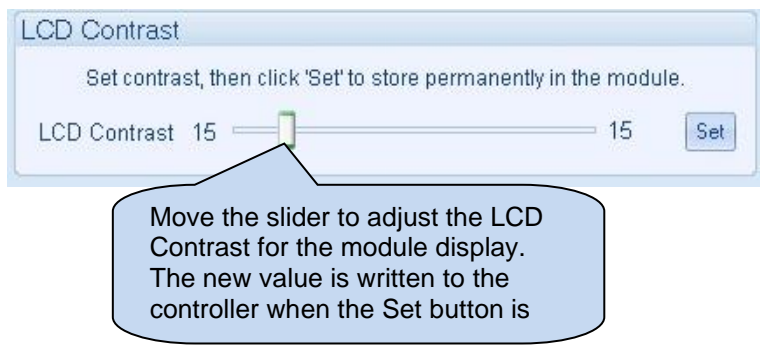 LCD Contrast
Set contrast, then click 'Set' to store permanently in the module.
LCD Contrast 15 15 Set
Move the slider to adjust the LCD
Contrast for the module display.
The new value is written to the
controller when the Set button is